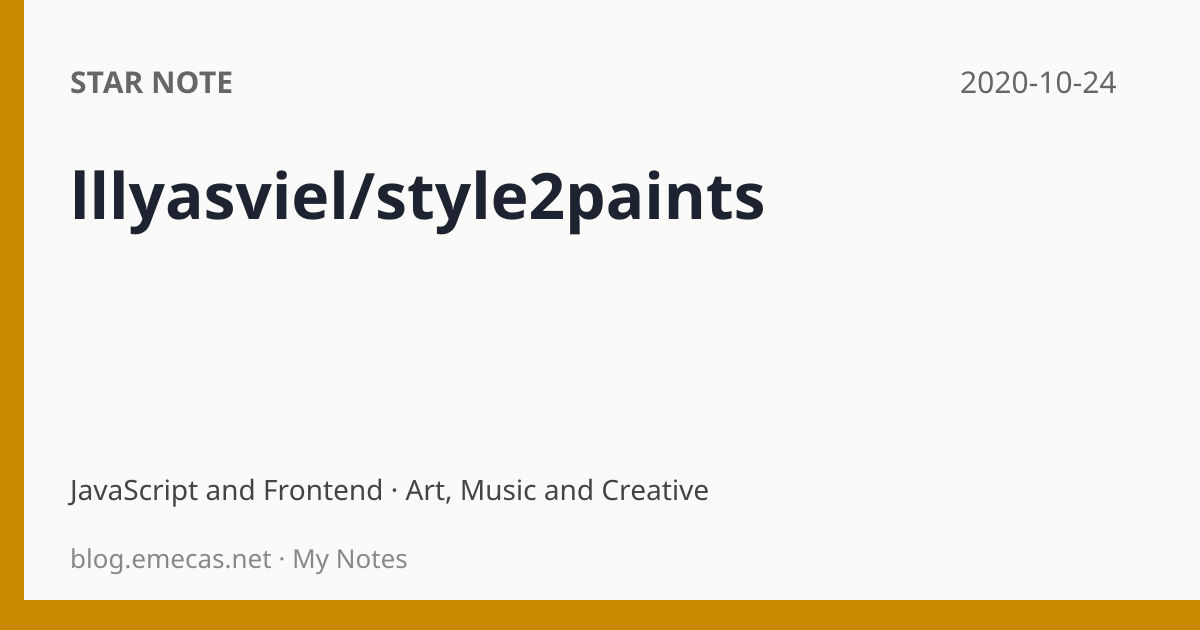 STAR NOTE
2020-10-24
lllyasviel/style2paints
JavaScript and Frontend · Art, Music and Creative
blog.emecas.net · My Notes